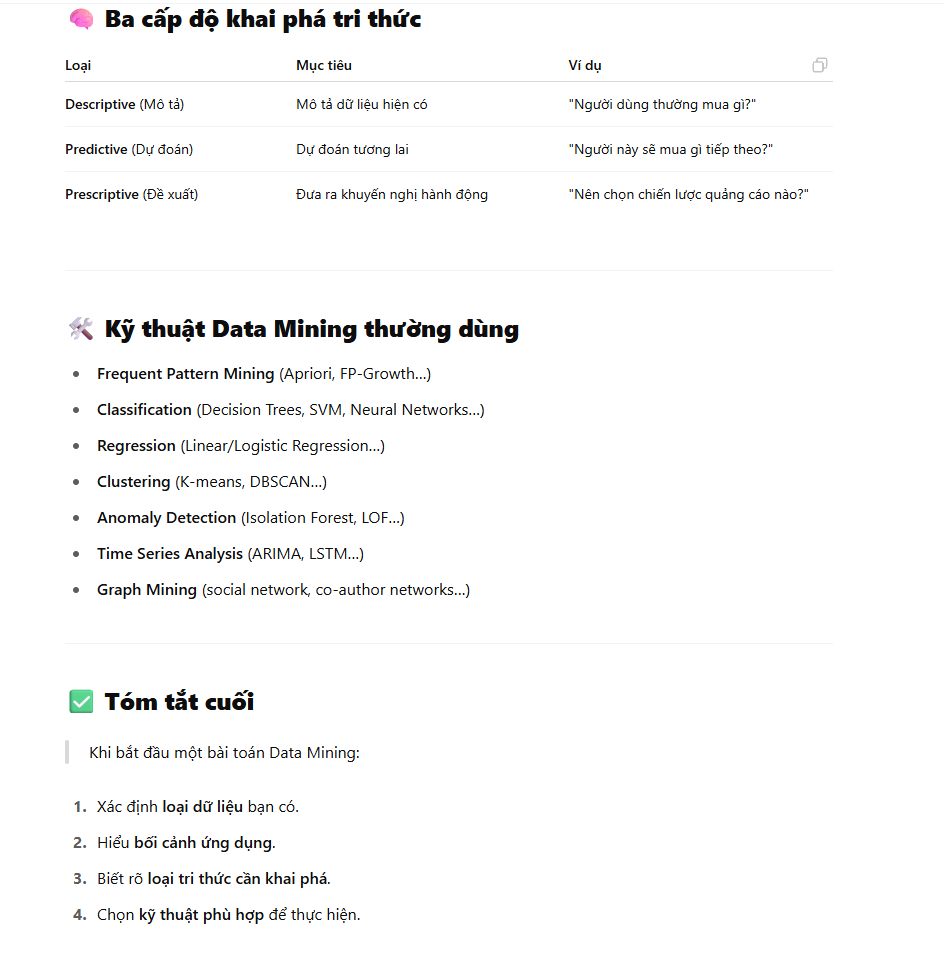 🧠 Ba cấp độ khai phá tri thức
Loại Mục tiêu Ví dụ
Descriptive (Mô tả) Mô tả dữ liệu hiện có "Người dùng thường mua gì?"
Predictive (Dự đoán) Dự đoán tương lai "Người này sẽ mua gì tiếp theo?"
Prescriptive (Đề xuất) Đưa ra khuyến nghị hành động "Nên chọn chiến lược quảng cáo nào?"
🛠️ Kỹ thuật Data Mining thường dùng
• Frequent Pattern Mining (Apriori, FP-Growth...)
• Classification (Decision Trees, SVM, Neural Networks...)
• Regression (Linear/Logistic Regression...)
• Clustering (K-means, DBSCAN...)
• Anomaly Detection (Isolation Forest, LOF...)
• Time Series Analysis (ARIMA, LSTM...)
• Graph Mining (social network, co-author networks...)
✅ Tóm tắt cuối
Khi bắt đầu một bài toán Data Mining:
1. Xác định loại dữ liệu bạn có.
2. Hiểu bối cảnh ứng dụng.
3. Biết rõ loại tri thức cần khai phá.
4. Chọn kỹ thuật phù hợp để thực hiện.